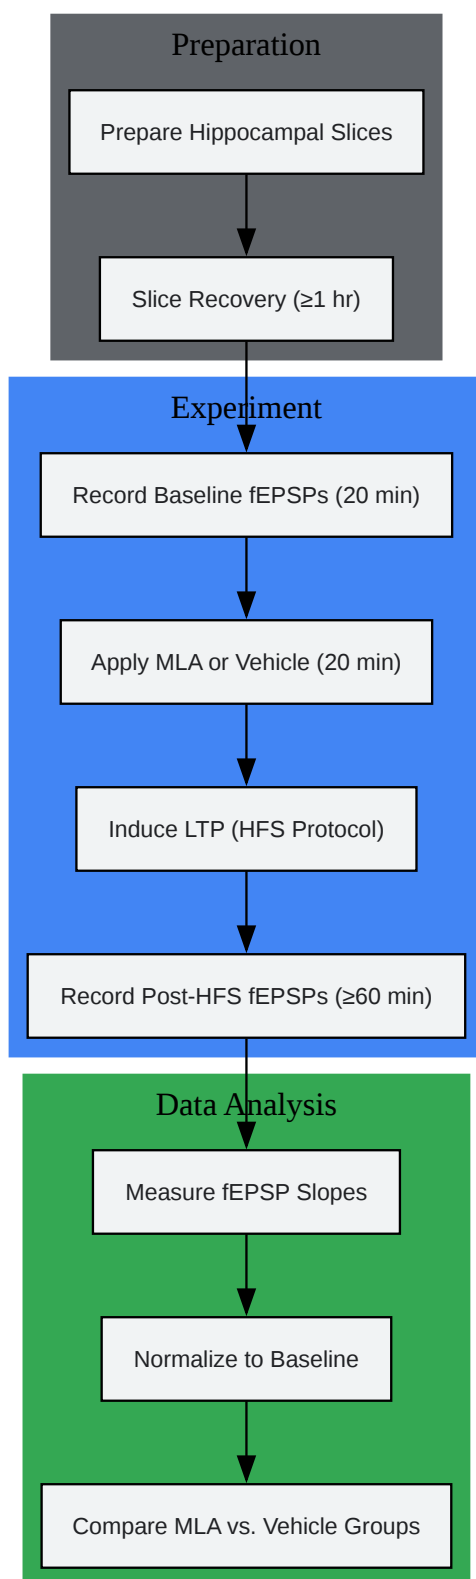 Preparation
Prepare Hippocampal Slices
Slice Recovery (≥1 hr)
Experiment
Record Baseline fEPSPs (20 min)
Apply MLA or Vehicle (20 min)
Induce LTP (HFS Protocol)
Record Post-HFS fEPSPs (≥60 min)
Data Analysis
Measure fEPSP Slopes
Normalize to Baseline
Compare MLA vs. Vehicle Groups